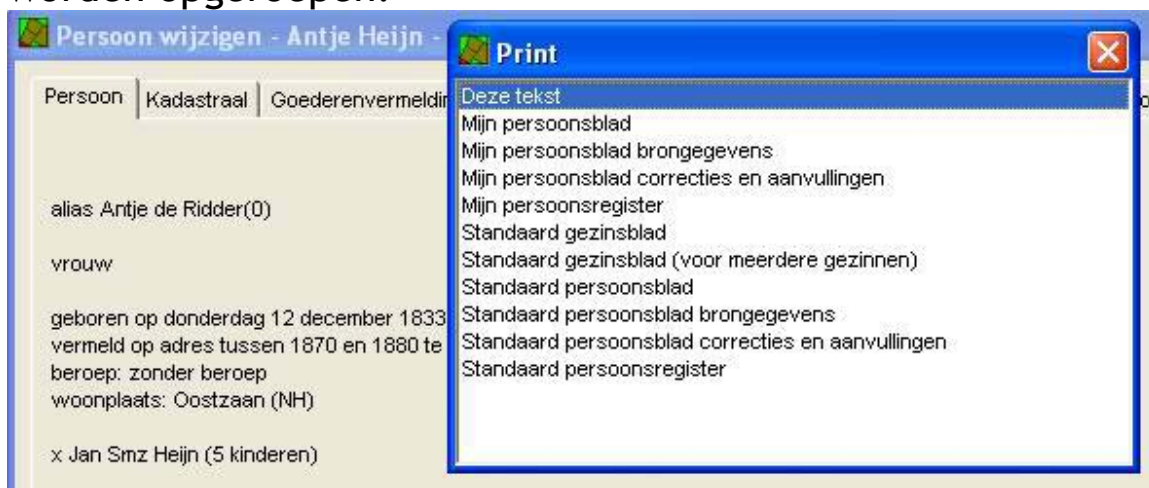 worden opgeroepen.
Persoon wijzigen - Antje Heijn -
Persoon
Kadastraal
alias Antje de Ridder(0)
vrouw
geboren op donderdag 12 december 1833
vermeld op adres tussen 1870 en 1880 te
beroep: zonder beroep
woonplaats: Oostzaan (NH)
x Jan Smz Heijn (5 kinderen)
Print
Deze tekst
Mijn persoonsblad
Mijn persoonsblad brongegevens
Mijn persoonsblad correcties en aanvullingen
Mijn persoonsregister
Standaard gezinsblad
Standaard gezinsblad (voor meerdere gezinnen)
Standaard persoonsblad
Standaard persoonsblad brongegevens
Standaard persoonsblad correcties en aanvullingen
Standaard persoonsregister